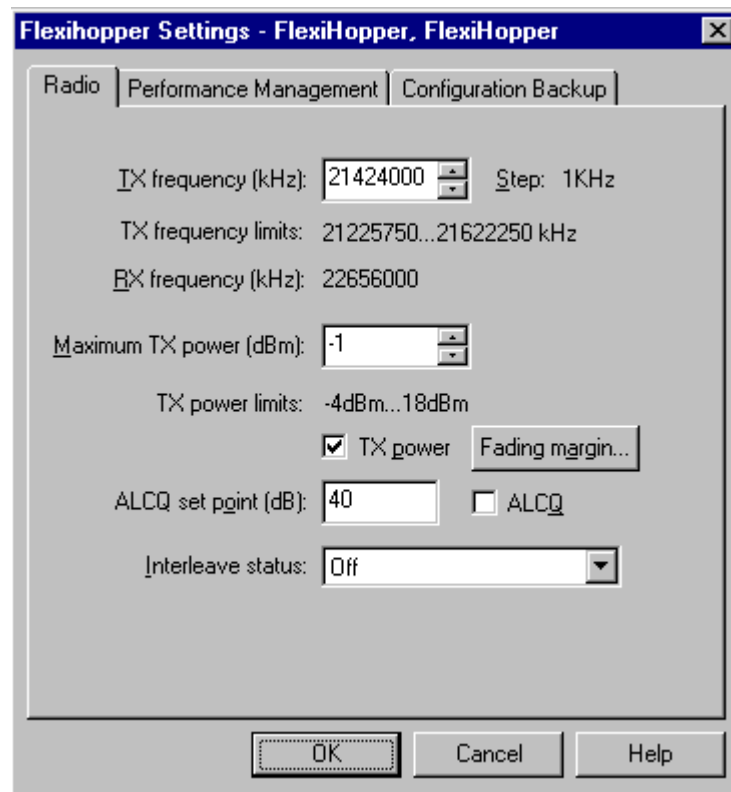 Flexihopper Settings - FlexiHopper, FlexiHopper
Radio Performance Management Configuration Backup
TX frequency (kHz): 21424000 Step: 1KHz
TX frequency limits: 21225750...21622250 kHz
RX frequency (kHz): 22656000
Maximum TX power (dBm): -1
TX power limits: -4dBm...18dBm
TX power Fading margin...
ALCQ set point (dB): 40 ALCQ
Interleave status: Off
OK Cancel Help